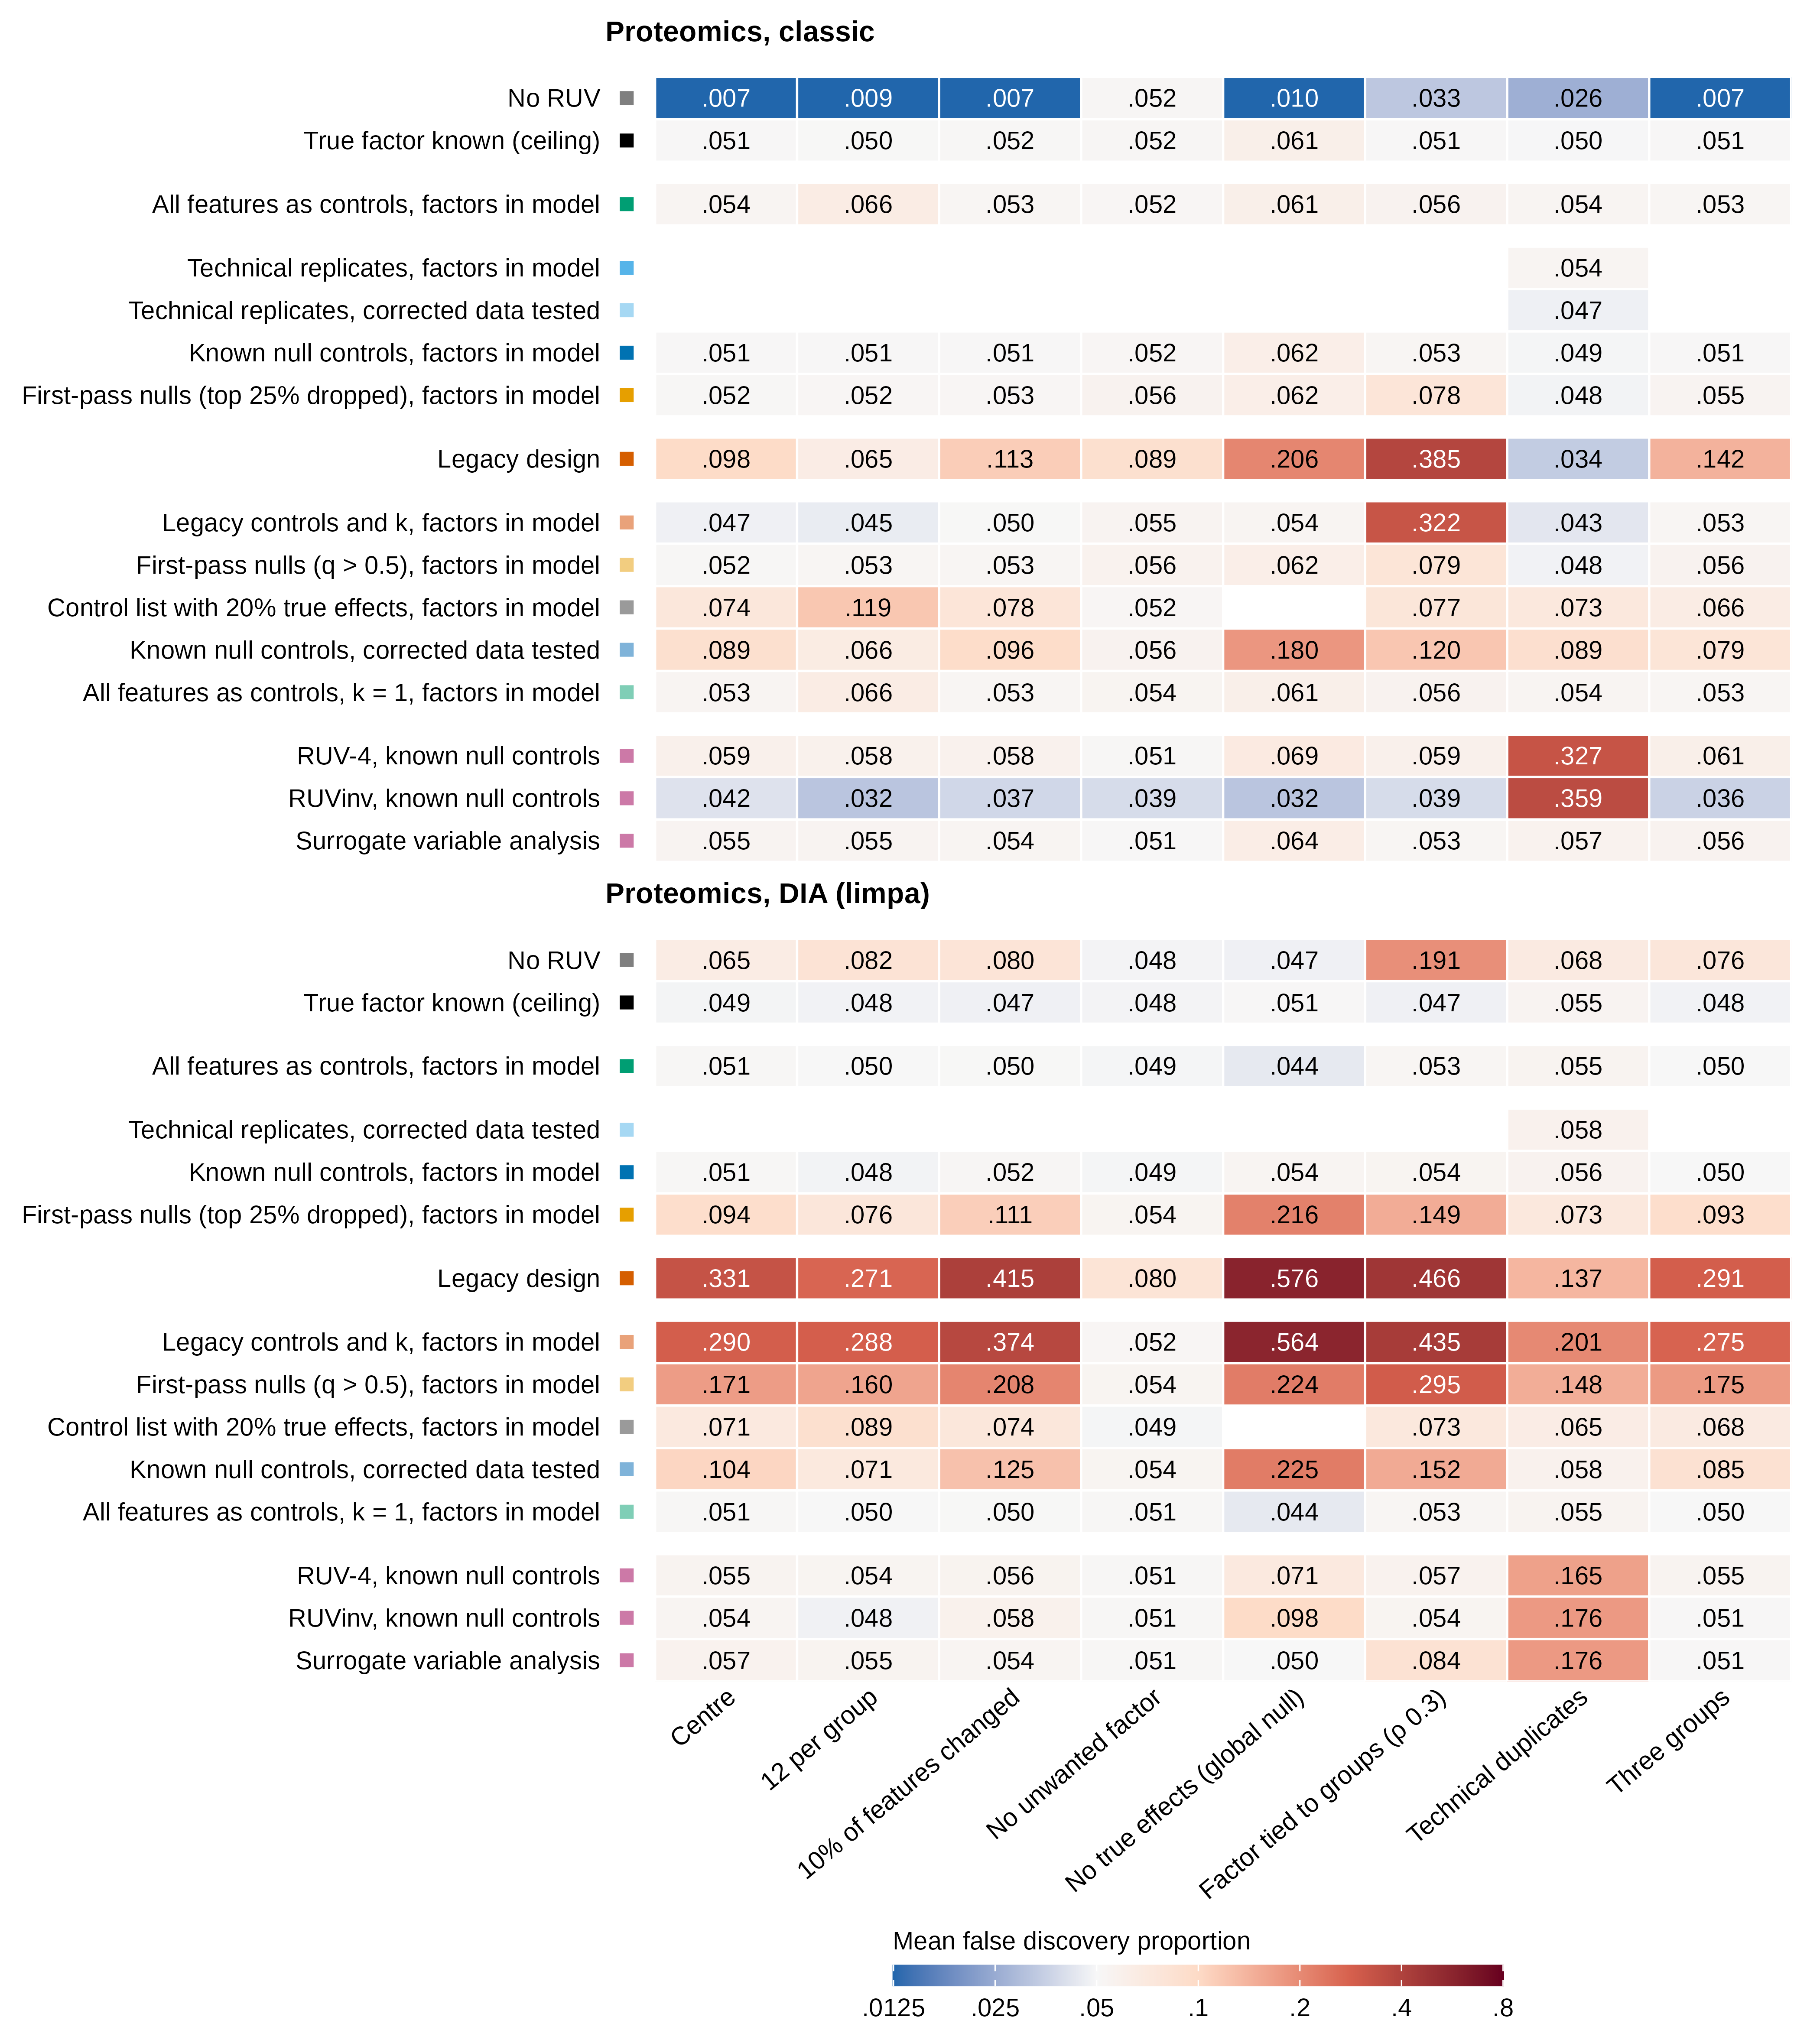 Proteomics, classic
No RUV .007 .009 .007 .052 .010 .033 .026 .007
True factor known (ceiling) .051 .050 .052 .052 .061 .051 .050 .051
All features as controls, factors in model .054 .066 .053 .052 .061 .056 .054 .053
Technical replicates, factors in model .054
Technical replicates, corrected data tested .047
Known null controls, factors in model .051 .051 .051 .052 .062 .053 .049 .051
First-pass nulls (top 25% dropped), factors in model .052 .052 .053 .056 .062 .078 .048 .055
Legacy design .098 .065 .113 .089 .206 .385 .034 .142
Legacy controls and k, factors in model .047 .045 .050 .055 .054 .322 .043 .053
First-pass nulls (q > 0.5), factors in model .052 .053 .053 .056 .062 .079 .048 .056
Control list with 20% true effects, factors in model .074 .119 .078 .052 .077 .073 .066
Known null controls, corrected data tested .089 .066 .096 .056 .180 .120 .089 .079
All features as controls, k = 1, factors in model .053 .066 .053 .054 .061 .056 .054 .053
RUV-4, known null controls .059 .058 .058 .051 .069 .059 .327 .061
RUVinv, known null controls .042 .032 .037 .039 .032 .039 .359 .036
Surrogate variable analysis .055 .055 .054 .051 .064 .053 .057 .056
Proteomics, DIA (limpa)
No RUV .065 .082 .080 .048 .047 .191 .068 .076
True factor known (ceiling) .049 .048 .047 .048 .051 .047 .055 .048
All features as controls, factors in model .051 .050 .050 .049 .044 .053 .055 .050
Technical replicates, corrected data tested .058
Known null controls, factors in model .051 .048 .052 .049 .054 .054 .056 .050
First-pass nulls (top 25% dropped), factors in model .094 .076 .111 .054 .216 .149 .073 .093
Legacy design .331 .271 .415 .080 .576 .466 .137 .291
Legacy controls and k, factors in model .290 .288 .374 .052 .564 .435 .201 .275
First-pass nulls (q > 0.5), factors in model .171 .160 .208 .054 .224 .295 .148 .175
Control list with 20% true effects, factors in model .071 .089 .074 .049 .073 .065 .068
Known null controls, corrected data tested .104 .071 .125 .054 .225 .152 .058 .085
All features as controls, k = 1, factors in model .051 .050 .050 .051 .044 .053 .055 .050
RUV-4, known null controls .055 .054 .056 .051 .071 .057 .165 .055
RUVinv, known null controls .054 .048 .058 .051 .098 .054 .176 .051
Surrogate variable analysis .057 .055 .054 .051 .050 .084 .176 .051
Centre
12 per group
10% of features changed
No unwanted factor
No true effects (global null)
Factor tied to groups (ρ 0.3)
Technical duplicates
Three groups
Mean false discovery proportion
.0125 .025 .05 .1 .2 .4 .8